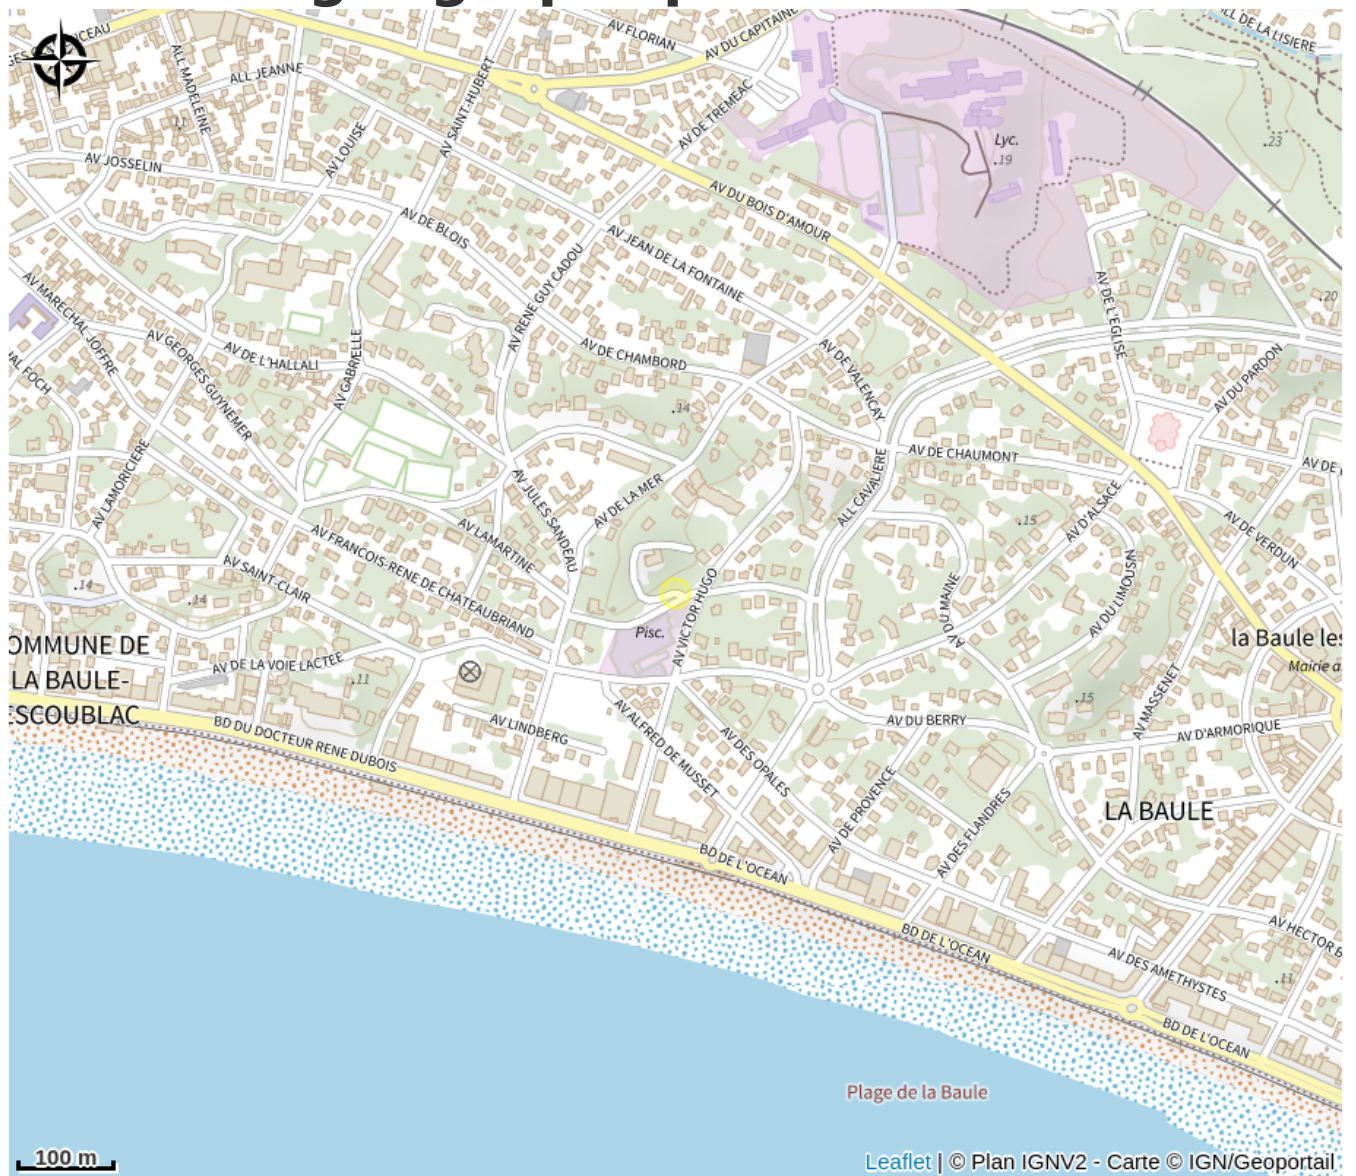 AV FLORIAN
AV DU CAPITAINE
ALL DE LA LISIERE
ALL MADELEINE
ALL JEANNE
AV SAINT-HUBERT
AV DE TREMEAC
AV LOUISE
AV JOSSELIN
Lyc.
.19
.23
AV DE BLOIS
AV DU BOIS D'AMOUR
AV JEAN DE LA FONTAINE
AV RENE GUY CADOU
AV DE L'EGLISE
.20
AV MARECHAL JOFFRE
AV GEORGES GUYNEMER
AV DE L'HALLALI
AV GABRIELLE
AV DE CHAMBORD
AV DE VALENCAY
AV DU PARDON
AL FOCH
.14
AV DE CHAUMONT
AV LAMORICIERE
AV JULES SANDEAU
AV DE LA MER
ALL CAVALIERE
AV D'ALSACE
AV DE VERDUN
.15
AV FRANCOIS-RENE DE CHATEAUBRIAND
AV LAMARTINE
AV SAINT-CLAIR
.14
.14
AV VICTOR HUGO
AV DU MAINE
AV DU LIMOUSIN
Pisc.
OMMUNE DE
LA BAULE-
ESCOUBLAC
la Baule les
Mairie a
AV DE LA VOIE LACTEE
.11
.15
AV MASSENET
AV DU BERRY
AV D'ARMORIQUE
BD DU DOCTEUR RENE DUBOIS
AV LINDBERG
AV ALFRED DE MUSSET
AV DES OPALES
AV DE PROVENCE
AV DES FLANDRES
LA BAULE
BD DE L'OCEAN
BD DE L'OCEAN
AV HECTOR B
AV DES AMETHYSTES
.11
BD DE L'OCEAN
Plage de la Baule
100 m
Leaflet | © Plan IGNV2 - Carte © IGN/Geoportail